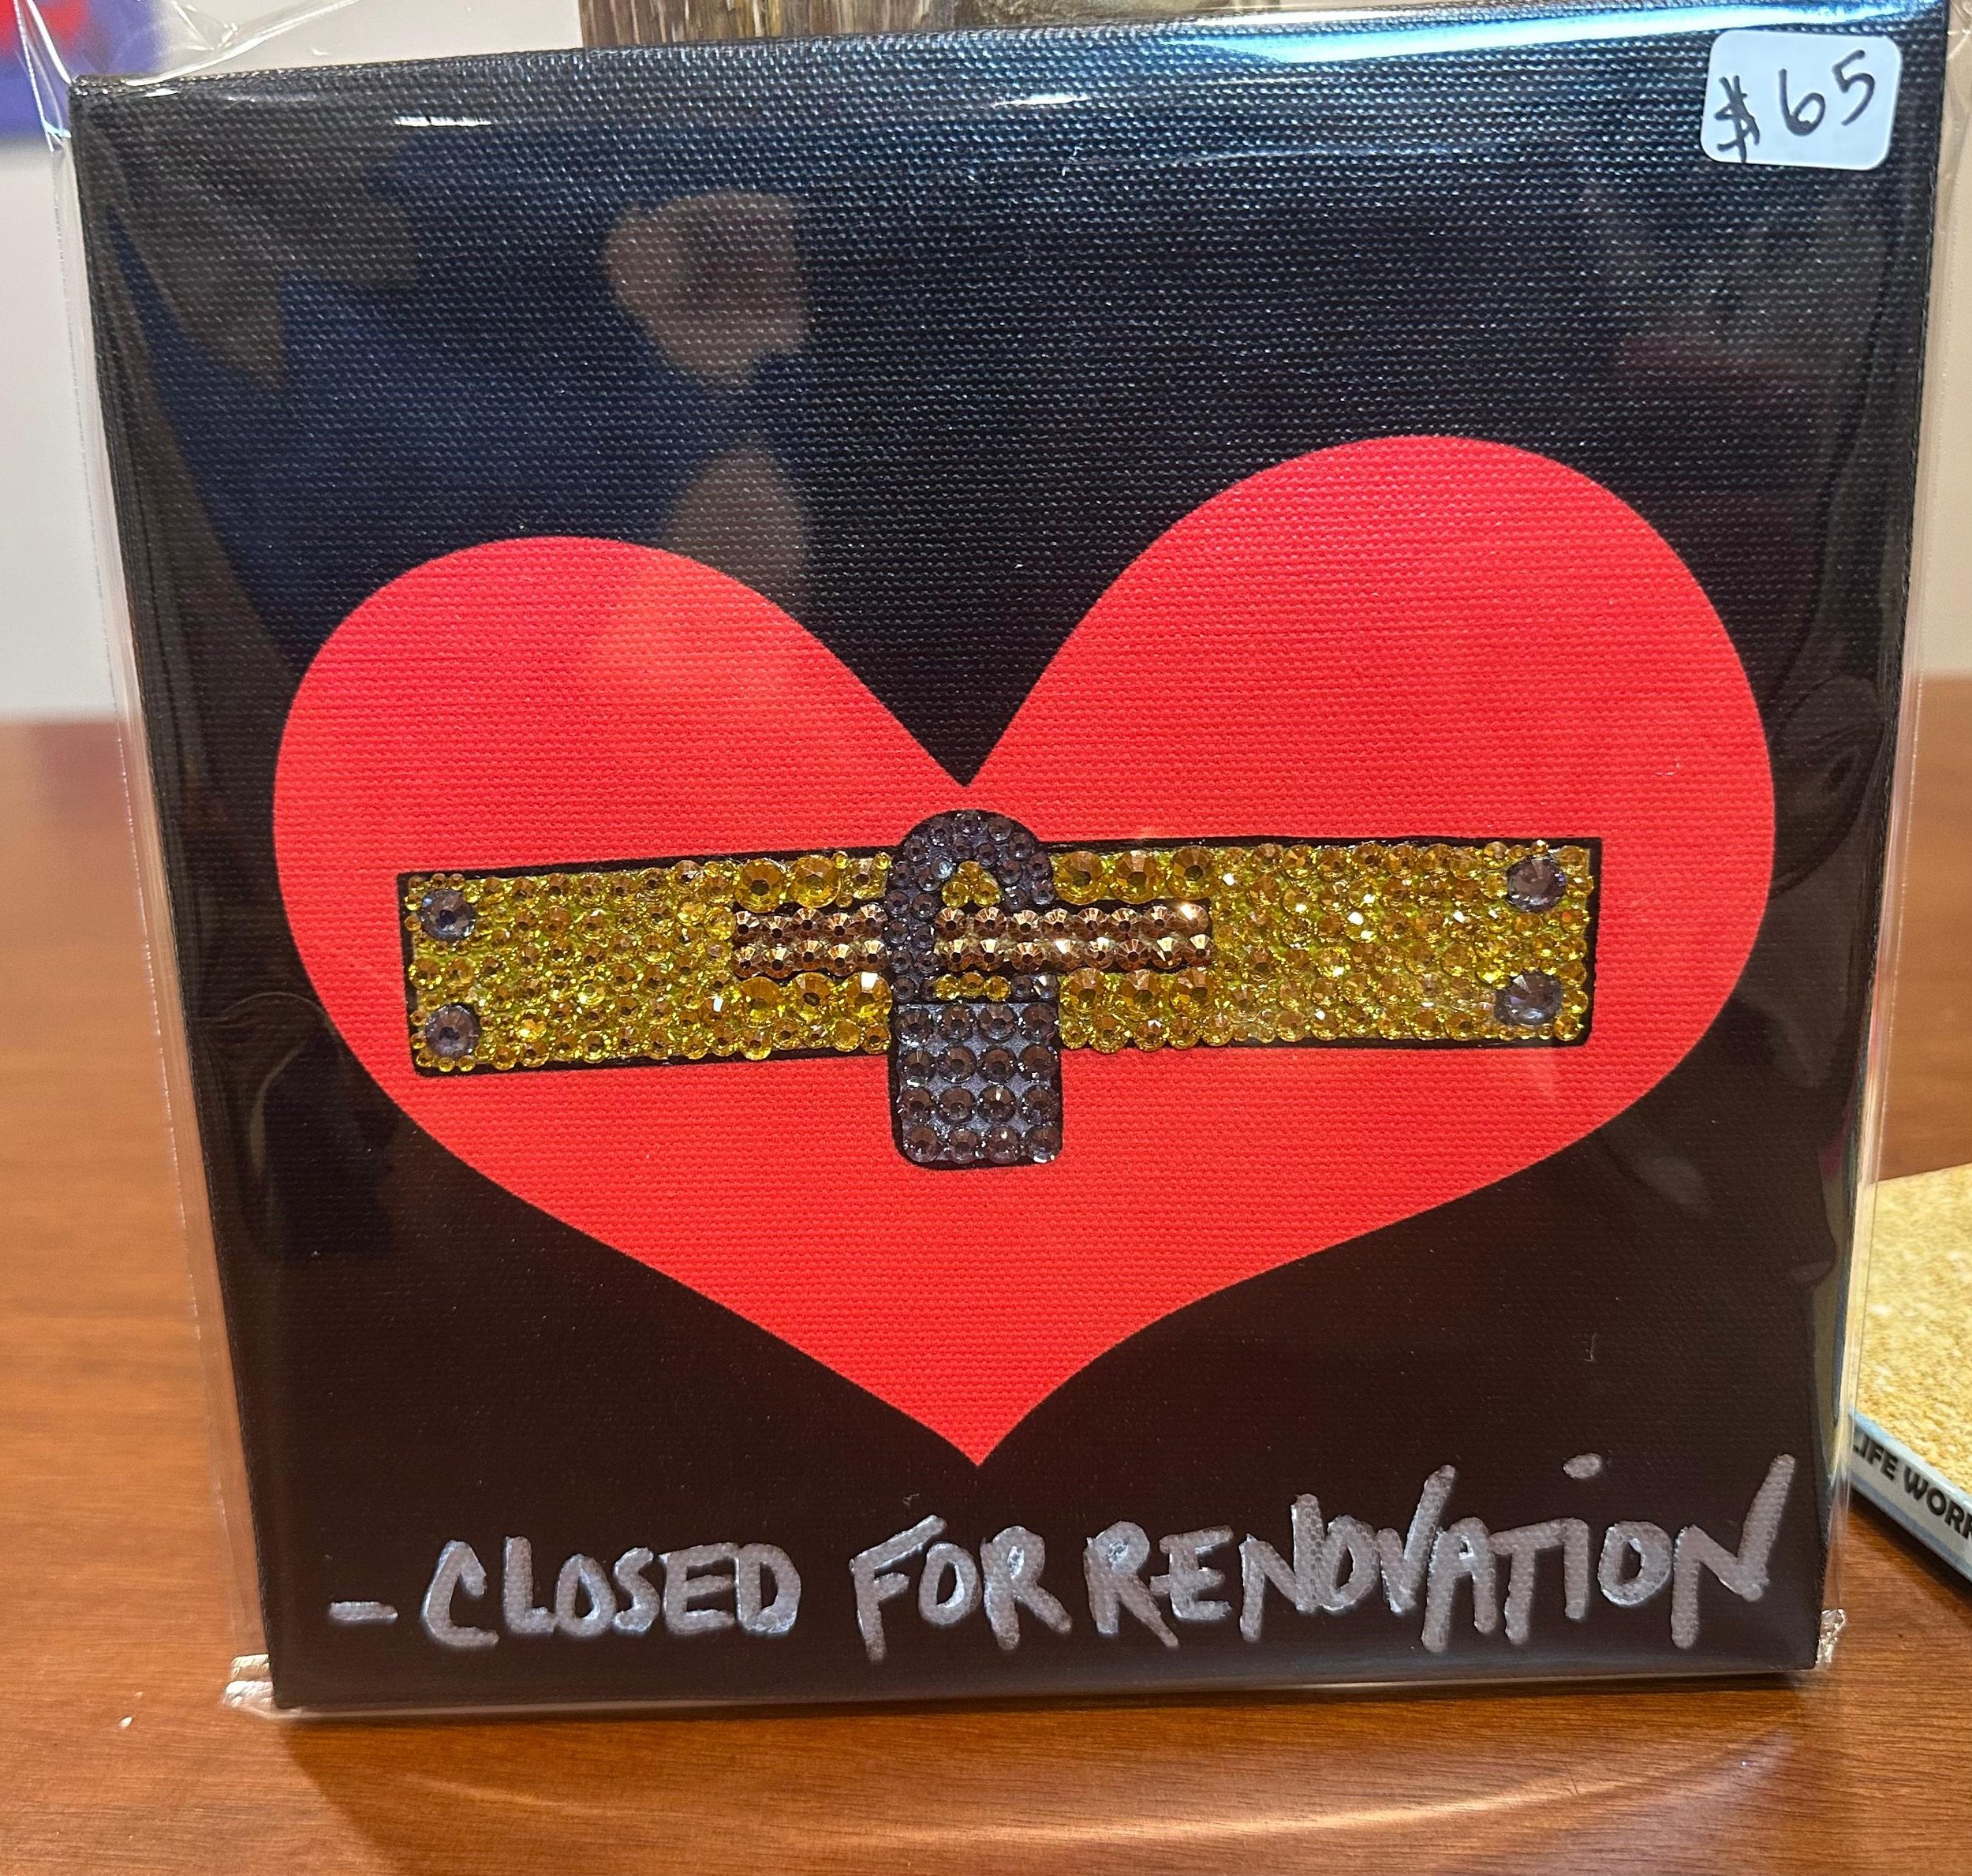 $65
- CLOSED FOR RENOVATiON
LIFE WORK